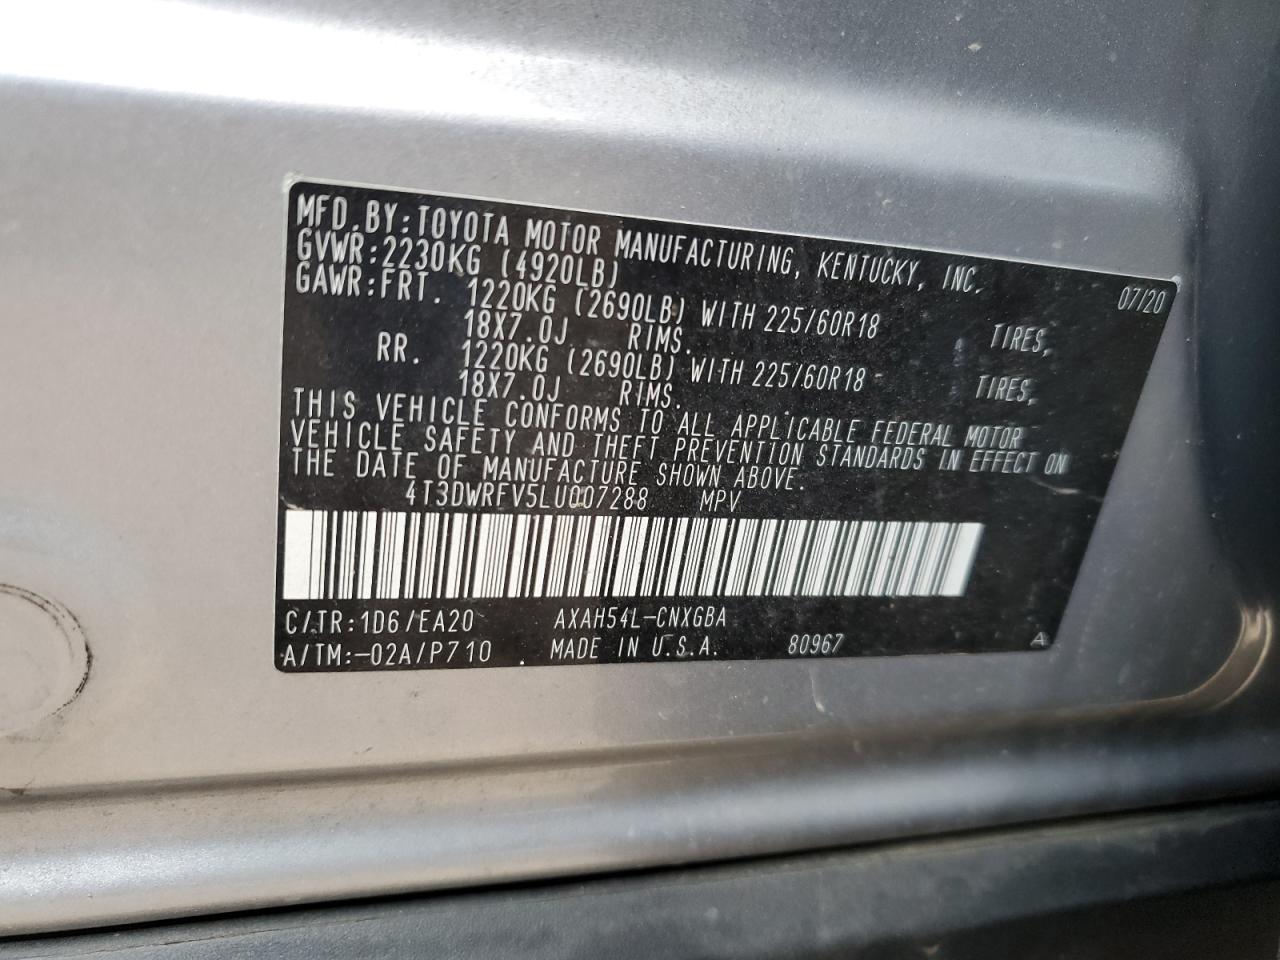 MFD.BY:TOYOTA MOTOR MANUFACTURING, KENTUCKY, INC. 07/20
GVWR:2230KG (4920LB)
GAWR:FRT. 1220KG (2690LB) WITH 225/60R18 TIRES,
18X7.0J RIMS.
RR. 1220KG (2690LB) WITH 225/60R18 TIRES,
18X7.0J RIMS.
THIS VEHICLE CONFORMS TO ALL APPLICABLE FEDERAL MOTOR
VEHICLE SAFETY AND THEFT PREVENTION STANDARDS IN EFFECT ON
THE DATE OF MANUFACTURE SHOWN ABOVE.
4T3DWRFV5LU007288 MPV
C/TR:1D6/EA20 AXAH54L-CNXGBA
A/TM:-02A/P710 MADE IN U.S.A. 80967 A